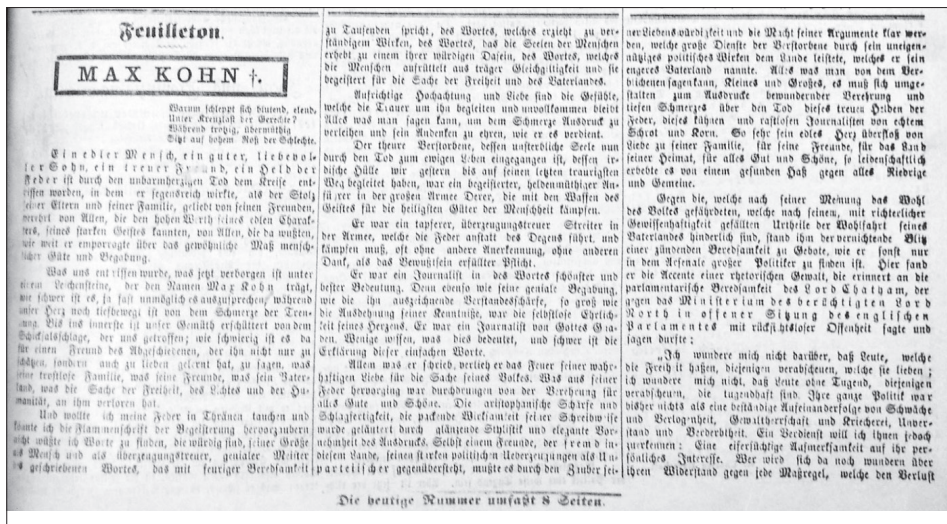 Feuilleton.
MAX KOHN †.
Warum schleppt sich blutend, elend,
Unter Kreuzlast der Gerechte?
Während trotzig, übermüthig
Sitzt auf hohem Roß der Schlechte.
Ein edler Mensch, ein guter, liebevol-
ler Sohn, ein treuer Freund, ein Held der
Feder ist durch den unbarmherzigen Tod dem Kreise ent-
rissen worden, in dem er segensreich wirkte, als der Stolz
seiner Eltern und seiner Familie, geliebt von seinen Freunden,
verehrt von Allen, die den hohen Werth seines edlen Charak-
ters, seines starken Geistes kannten, von Allen, die da wußten,
wie weit er emporragte über das gewöhnliche Maß mensch-
licher Güte und Begabung.
Was uns entrissen wurde, was jetzt verborgen ist unter
einem Leichensteine, der den Namen Max Kohn trägt,
wie schwer ist es, ja fast unmöglich es auszusprechen, während
unser Herz noch tiefbewegt ist von dem Schmerze der Tren-
nung. Bis ins innerste ist unser Gemüth erschüttert von dem
Schicksalsschlage, der uns getroffen; wie schwierig ist es da
für einen Freund des Abgeschiedenen, der ihn nicht nur zu
schätzen, sondern auch zu lieben gelernt hat, zu sagen, was
seine trostlose Familie, was seine Freunde, was sein Vater-
land, was die Sache der Freiheit, des Lichtes und der Hu-
manität, an ihm verloren hat.
Und wollte ich meine Feder in Thränen tauchen und
könnte ich die Flammenschrift der Begeisterung hervorzaubern
nicht wüßte ich Worte zu finden, die würdig sind, seiner Größe
als Mensch und als überzeugungstreuer, genialer Meister
des geschriebenen Wortes, das mit feuriger Beredsamkeit
zu Tausenden spricht, des Wortes, welches erzieht zu ver-
ständigem Wirken, des Wortes, das die Seelen der Menschen
erhebt zu einem ihrer würdigen Dasein, des Wortes, welches
die Menschen aufrüttelt aus träger Gleichgiltigkeit und sie
begeistert für die Sache der Freiheit und des Vaterlandes.
Aufrichtige Hochachtung und Liebe sind die Gefühle,
welche die Trauer um ihn begleiten und unvollkommen bleibt
Alles was man sagen kann, um dem Schmerze Ausdruck zu
verleihen und sein Andenken zu ehren, wie er es verdient.
Der theure Verstorbene, dessen unsterbliche Seele nun
durch den Tod zum ewigen Leben eingegangen ist, dessen ir-
dische Hülle wir gestern bis auf seinen letzten traurigsten
Weg begleitet haben, war ein begeisterter, heldenmüthiger An-
führer in der großen Armee Derer, die mit den Waffen des
Geistes für die heiligsten Güter der Menschheit kämpfen.
Er war ein tapferer, überzeugungstreuer Streiter in
der Armee, welche die Feder anstalt des Degens führt, und
kämpfen muß, oft ohne andere Anerkennung, ohne anderen
Dank, als das Bewußtsein erfüllter Pflicht.
Er war ein Journalist in des Wortes schönster und
bester Bedeutung. Denn ebenso wie seine geniale Begabung,
wie die ihn auszeichnende Verstandesschärfe, so groß wie
die Ausdehnung seiner Kenntniße, war die selbstlose Ehrlich-
keit seines Herzens. Er war ein Journalist von Gottes Gna-
den. Wenige wissen, was dies bedeutet, und schwer ist die
Erklärung dieser einfachen Worte.
Allem was er schrieb, verlieh er das Feuer seiner wahr-
haftigen Liebe für die Sache seines Volkes. Was aus seiner
Feder hervorging war durchdrungen von der Verehrung für
alles Gute und Schöne. Die aristophanische Schärfe und
Schlagfertigkeit, die packende Wirksamkeit seiner Schreibweise
wurde geläutert durch glänzende Stylistik und elegante Vor-
nehmheit des Ausdrucks. Selbst einem Freunde, der fremd in
diesem Lande, seinen starken politischen Ueberzeugungen als Un-
parteiischer gegenübersteht, mußte es durch den Zauber sei-
ner Liebenswürdigkeit und die Macht seiner Argumente klar wer-
den, welche große Dienste der Verstorbene durch sein uneigen-
nütziges politisches Wirken dem Lande leistete, welches er sein
engeres Vaterland nannte. Alles was man von dem Ver-
blichenen sagen kann, Kleines und Großes, es muß sich umge-
stalten zum Ausdrucke bewundernder Verehrung und
tiefen Schmerzes über den Tod dieses treuen Helden der
Feder, dieses kühnen und rastlosen Journalisten von echtem
Schrot und Korn. So sehr sein edles Herz überfloß von
Liebe zu seiner Familie, für seine Freunde, für das Land
seiner Heimat, für alles Gut und Schöne, so leidenschaftlich
erbebte es von einem gesunden Haß gegen alles Niedrige
und Gemeine.
Gegen die, welche nach seiner Meinung das Wohl
des Volkes gefährdeten, welche nach seinem, mit richterlicher
Gewissenhaftigkeit gefällten Urtheile der Wohlfahrt seines
Vaterlandes hinderlich sind, stand ihm der vernichtende Blitz
einer zündenden Beredsamkeit zu Gebote, wie er sonst nur
in dem Arsenale großer Politiker zu finden ist. Hier fand
er die Accente einer rhetorischen Gewalt, die erinnert an die
parlamentarische Beredsamkeit des Lord Chatham, der
gegen das Ministerium des berüchtigten Lord
North in offener Sitzung des englischen
Parlamentes mit rücksichtsloser Offenheit sagte und
sagen durfte:
„Ich wundere mich nicht darüber, daß Leute, welche
die Freiheit haßen, diejenigen verabscheuen, welche sie lieben;
ich wundere mich nicht, daß Leute ohne Tugend, diejenigen
verabscheuen, die tugendhaft sind. Ihre ganze Politik war
bisher nichts als eine beständige Aufeinanderfolge von Schwäche
und Verlogenheit, Gewaltherrschaft und Kriecherei, Unver-
stand und Verderbtheit. Ein Verdienst will ich Ihnen jedoch
zuerkennen: Eine eifersüchtige Aufmerksamkeit auf ihr per-
sönliches Interesse. Wer wird sich da noch wundern über
ihren Widerstand gegen jede Maßregel, welche den Verlust
Die heutige Nummer umfaßt 8 Seiten.